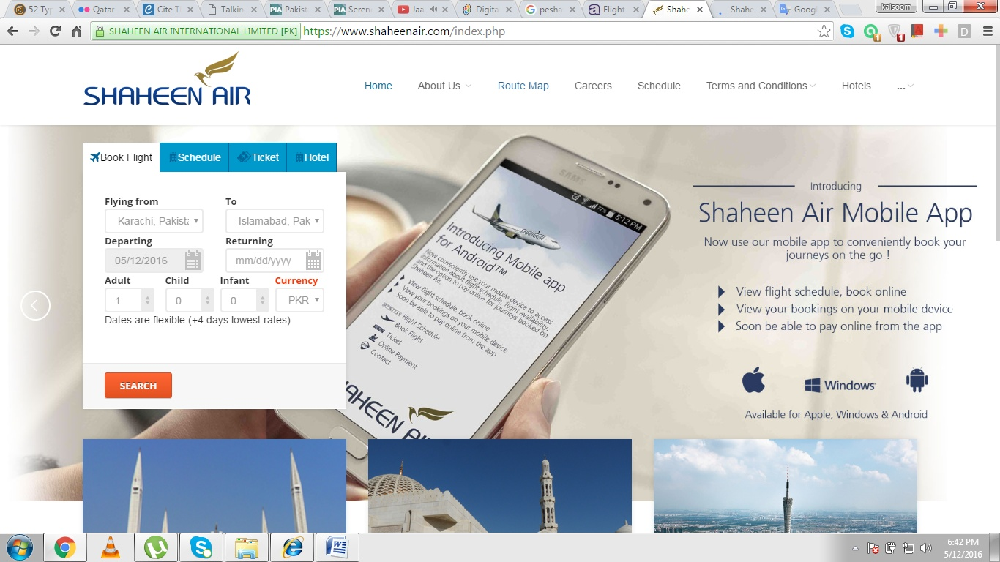 52 Typ
Qatar
Cite T
Talkin
Pakist
Seren
Jaa
Digita
pesha
Flight
Shahe
Shahe
Googl
kalsoom
SHAHEEN AIR INTERNATIONAL LIMITED [PK] https://www.shaheenair.com/index.php
SHAHEEN AIR
Home About Us Route Map Careers Schedule Terms and Conditions Hotels ...
Book Flight Schedule Ticket Hotel
Flying from To
Karachi, Pakista Islamabad, Pak
Departing Returning
05/12/2016 mm/dd/yyyy
Adult Child Infant Currency
1 0 0 PKR
Dates are flexible (+4 days lowest rates)
SEARCH
SAMS
77% 5:12 PM
SHAHEEN
Introducing Mobile app
for Android™
Now conveniently use your mobile device to access
information about flight schedule, flight availability,
and the option to pay online for journeys booked on
Shaheen Air.
View flight schedule, book online
View your bookings on your mobile device
Soon be able to pay online from the app
Flight Schedule
Book Flight
Ticket
Online Payment
Contact
HAHEEN AIR
Introducing
Shaheen Air Mobile App
Now use our mobile app to conveniently book your
journeys on the go !
View flight schedule, book online
View your bookings on your mobile device
Soon be able to pay online from the app
Windows
Available for Apple, Windows & Android
6:42 PM
5/12/2016